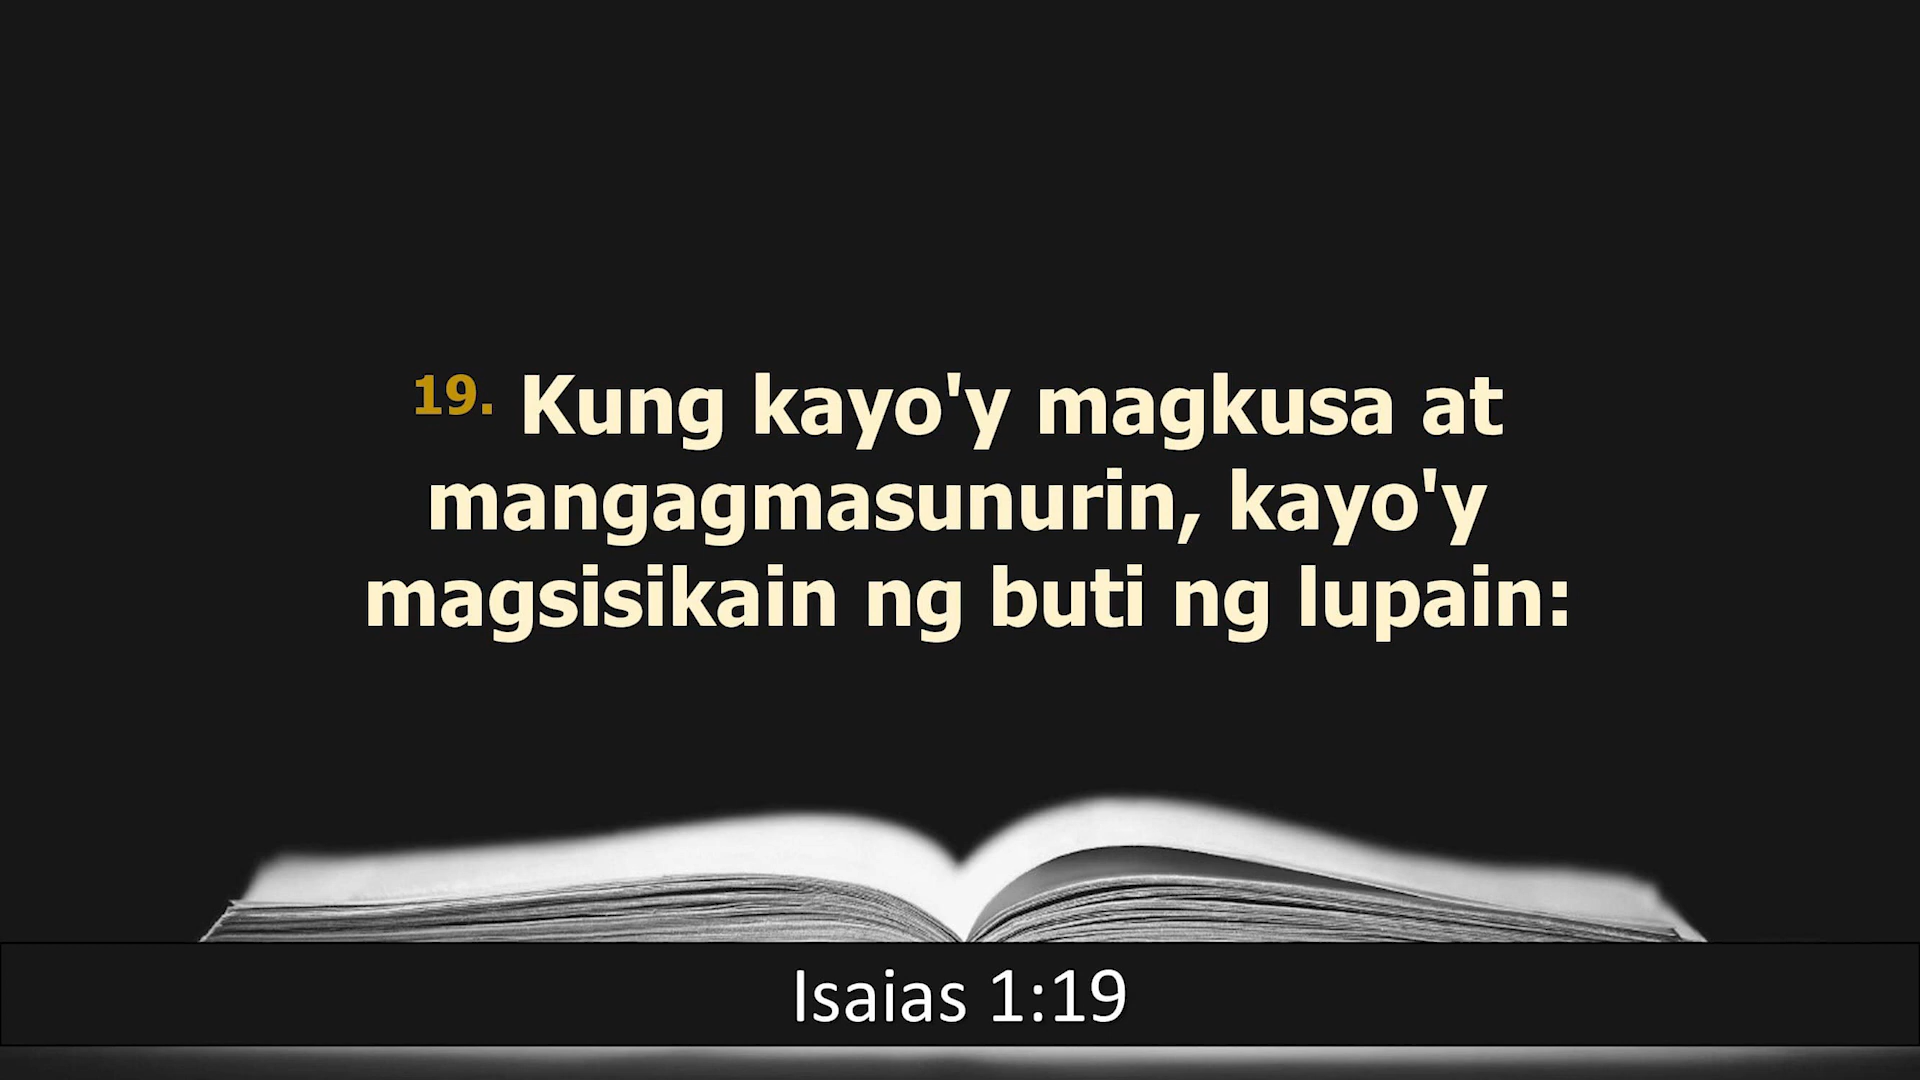 19. Kung kayo'y magkusa at
mangagmasunurin, kayo'y
magsisikain ng buti ng lupain:
Isaias 1:19